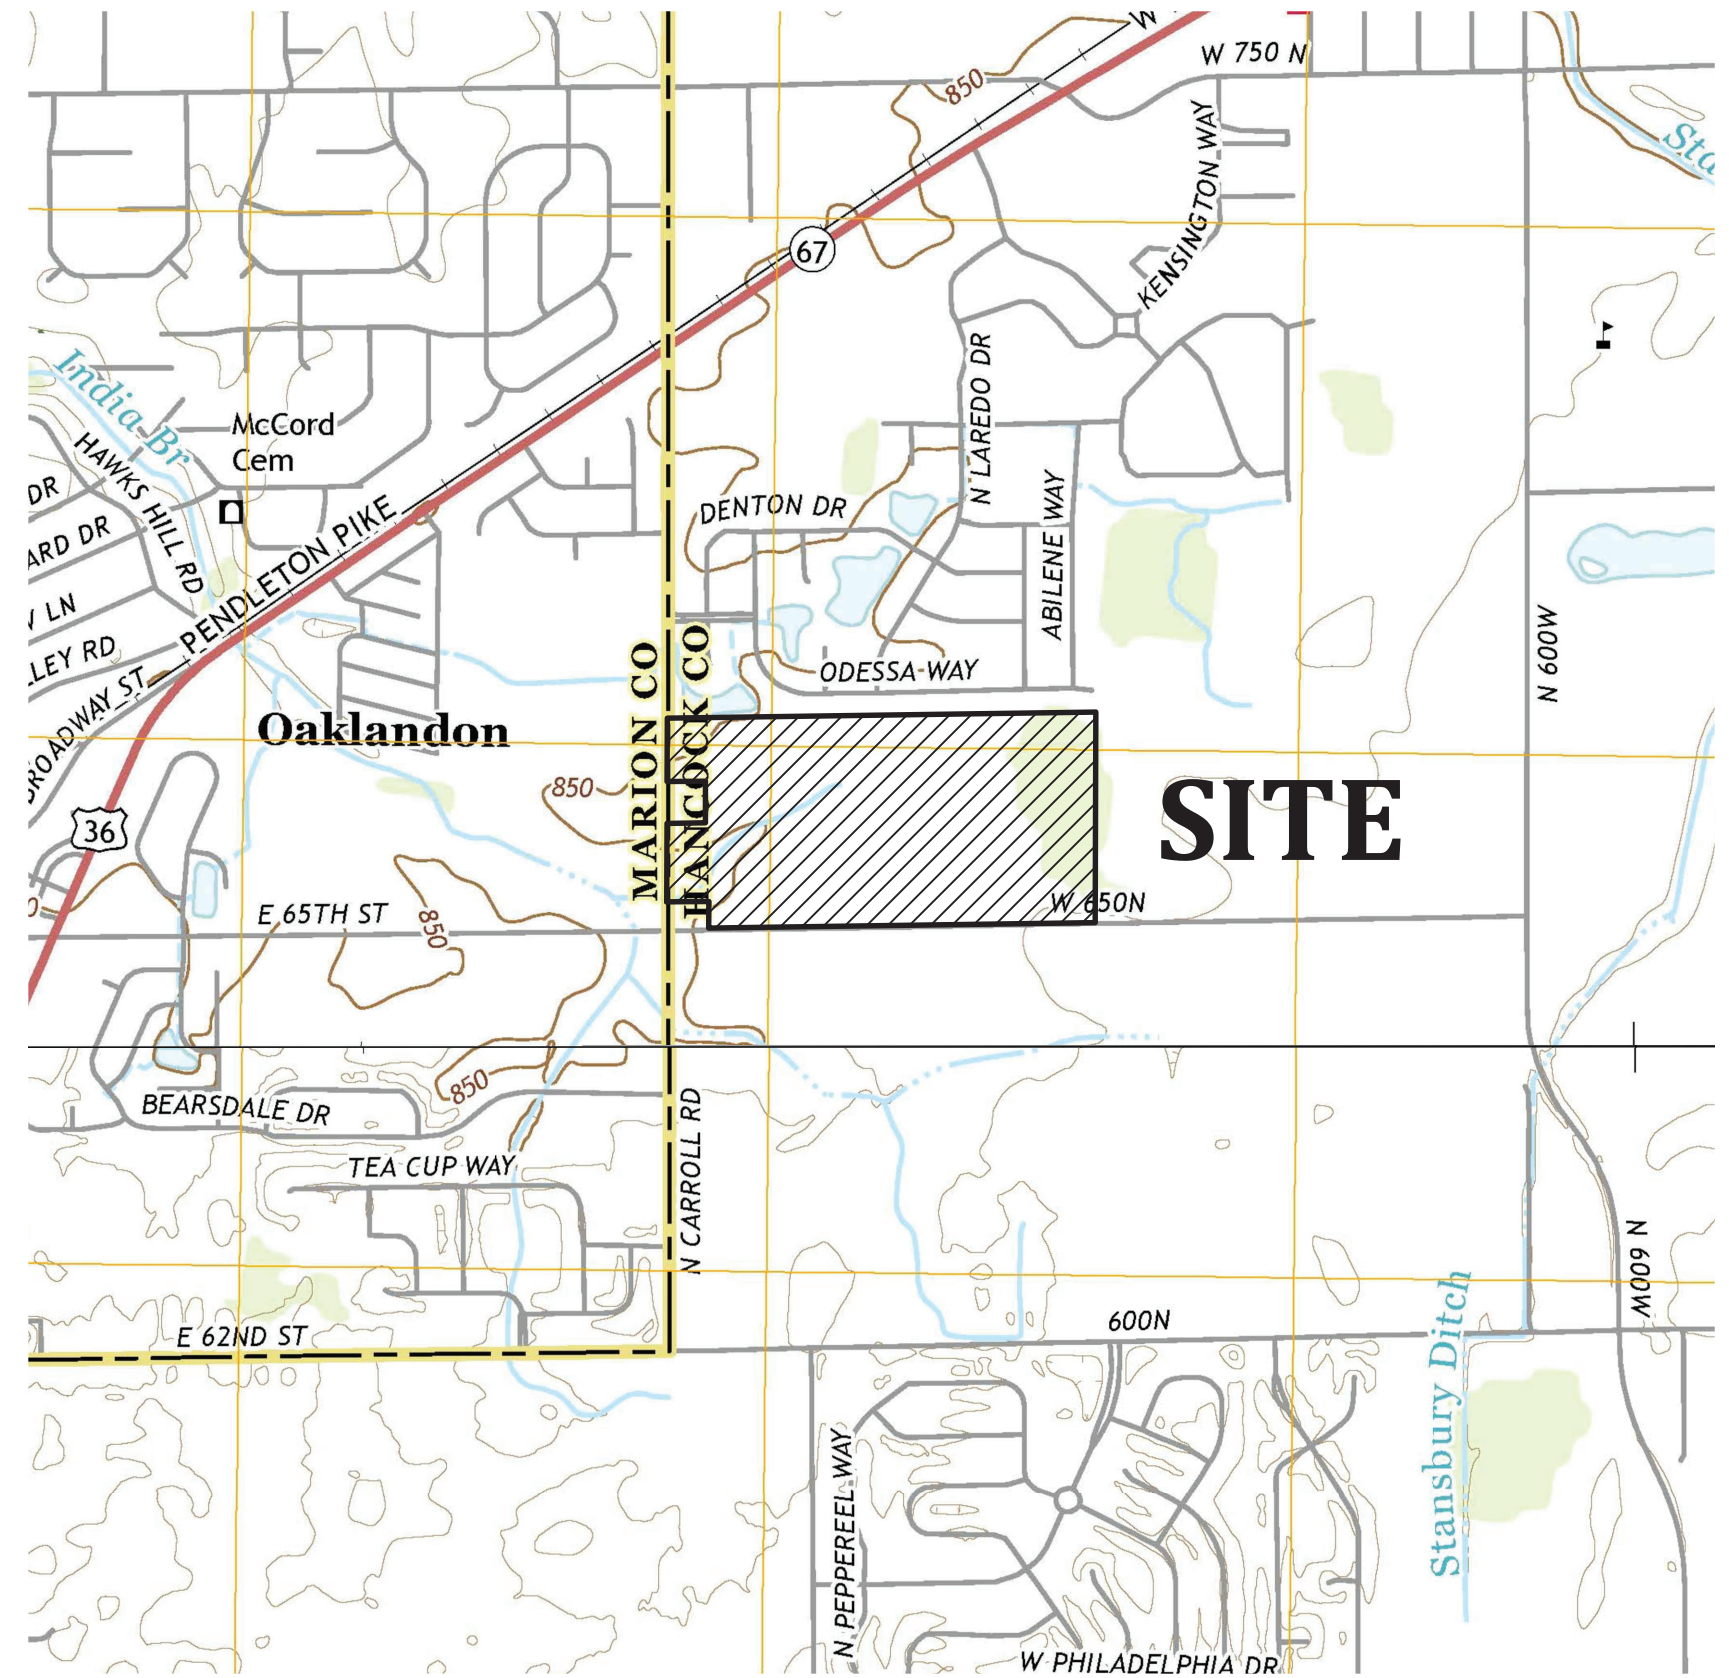 W
W 750 N
850
Sta
KENSINGTON WAY
67
N LAREDO DR
India Br
McCord
Cem
HAWKS HILL RD
DR
ARD DR
LN
LLEY RD
BROADWAY ST
PENDLETON PIKE
DENTON DR
ABILENE WAY
ODESSA WAY
N 600W
MARION CO
HANCOCK CO
Oaklandon
850
SITE
36
0
E 65TH ST
850
W 650N
850
BEARSDALE DR
TEA CUP WAY
N CARROLL RD
E 62ND ST
600N
N 600W
Stansbury Ditch
N PEPPEREEL WAY
W PHILADELPHIA DR